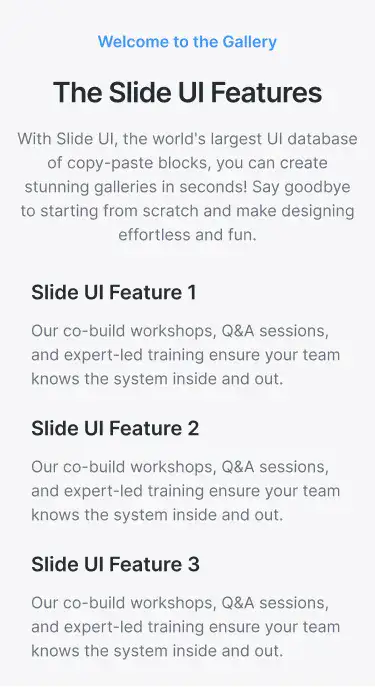 Welcome to the Gallery
The Slide UI Features
With Slide UI, the world's largest UI database
of copy-paste blocks, you can create
stunning galleries in seconds! Say goodbye
to starting from scratch and make designing
effortless and fun.
Slide UI Feature 1
Our co-build workshops, Q&A sessions,
and expert-led training ensure your team
knows the system inside and out.
Slide UI Feature 2
Our co-build workshops, Q&A sessions,
and expert-led training ensure your team
knows the system inside and out.
Slide UI Feature 3
Our co-build workshops, Q&A sessions,
and expert-led training ensure your team
knows the system inside and out.